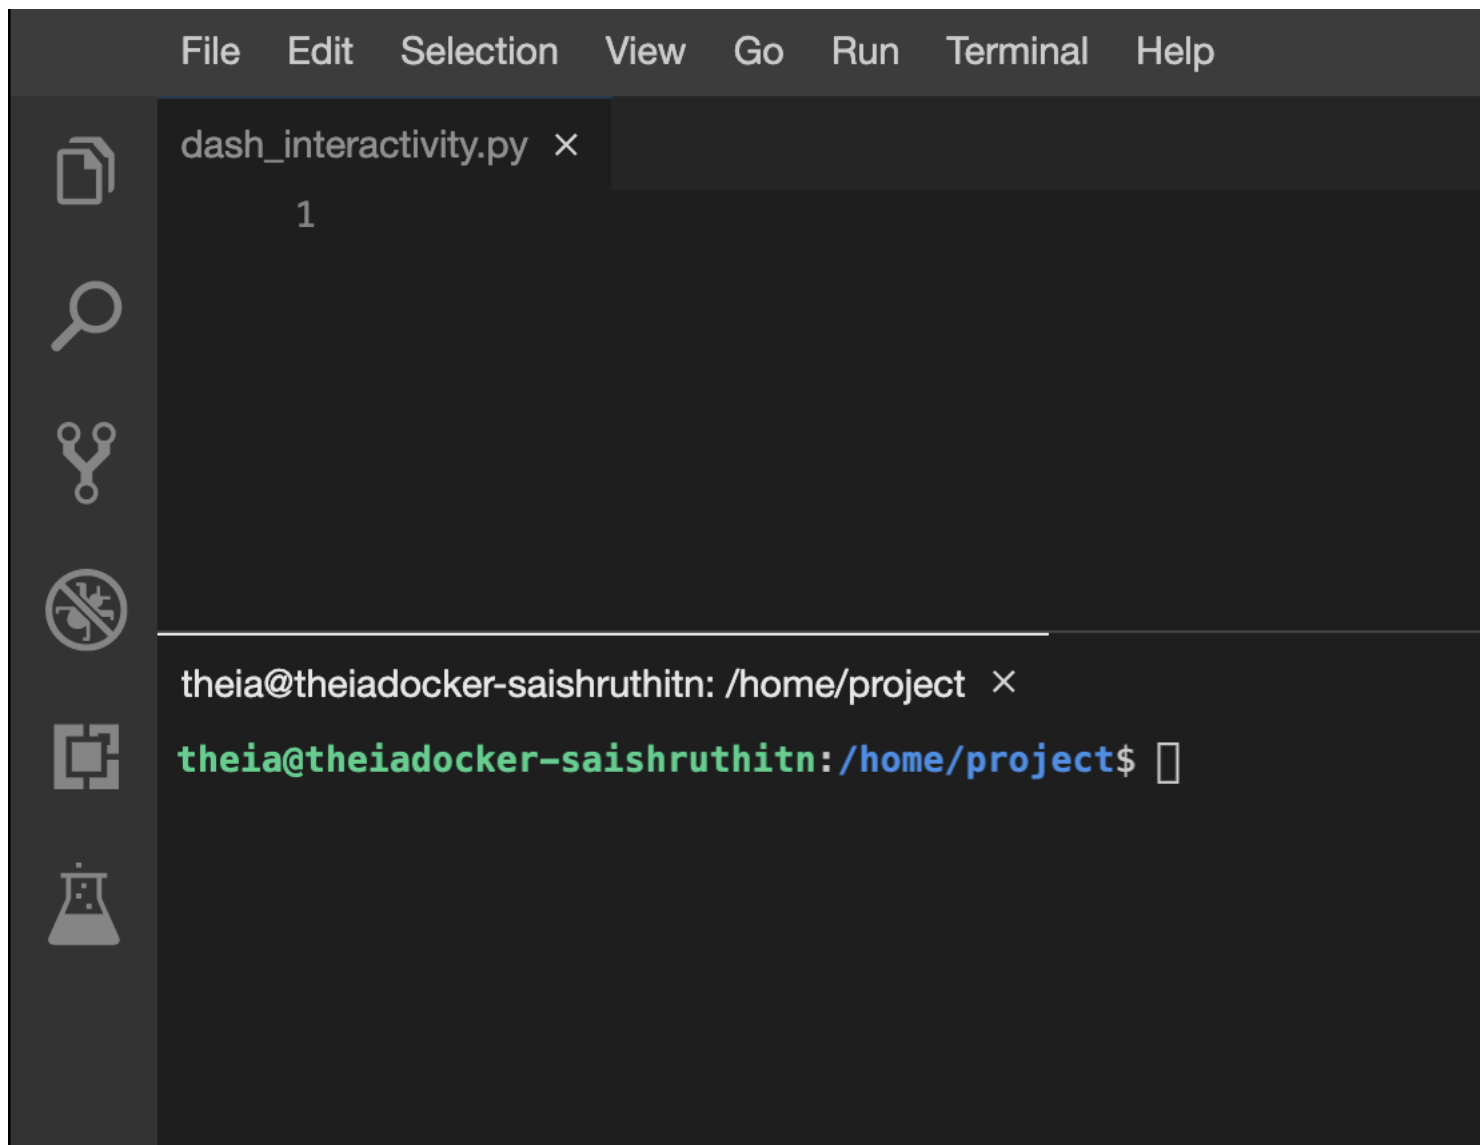 File Edit Selection View Go Run Terminal Help
dash_interactivity.py ×
1
theia@theiadocker-saishruthitn: /home/project ×
theia@theiadocker-saishruthitn:/home/project$